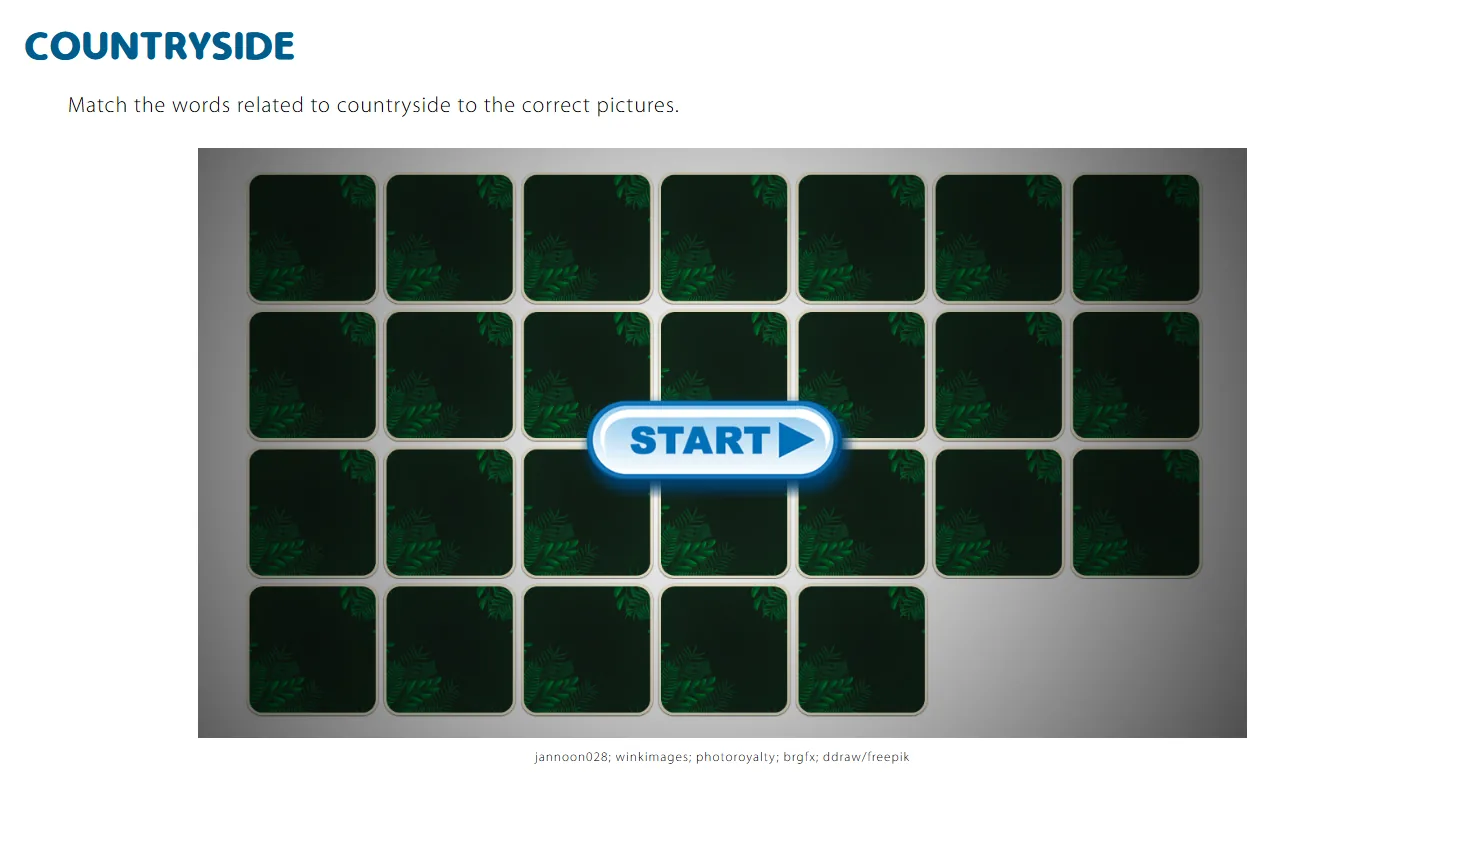 COUNTRYSIDE
Match the words related to countryside to the correct pictures.
START
jannoon028; winkimages; photoroyalty; brgfx; ddraw/freepik